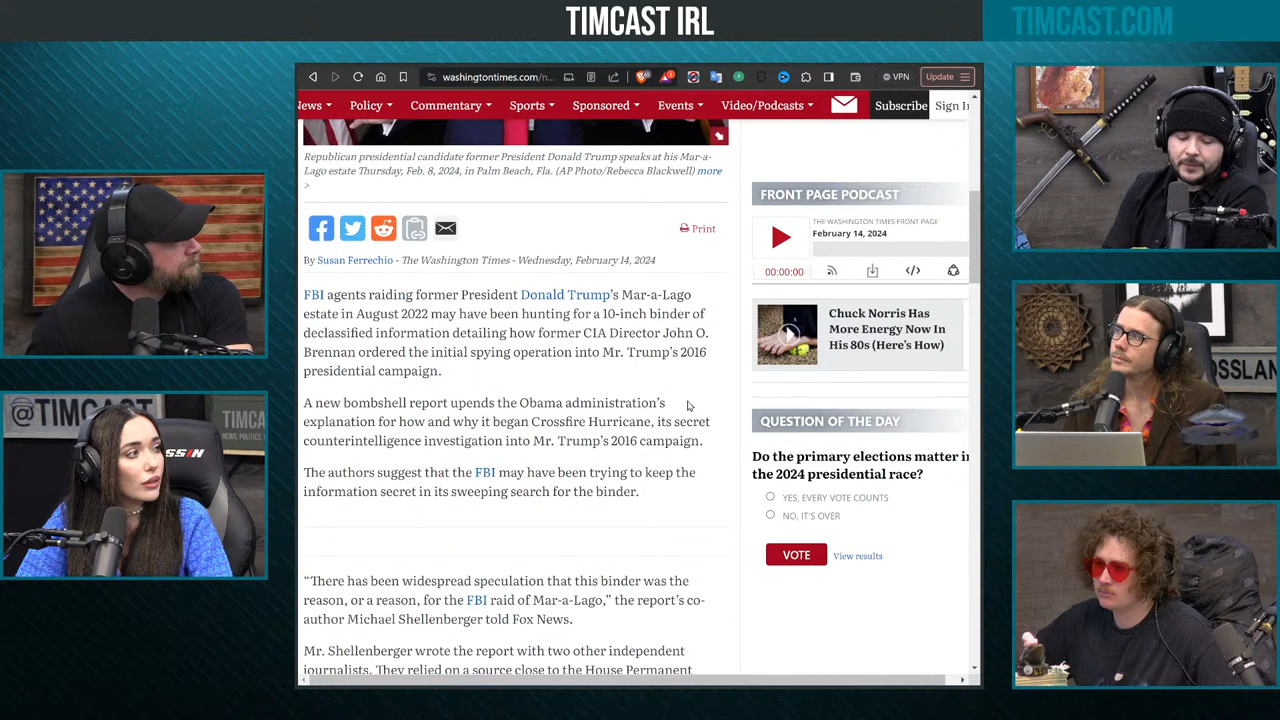 TIMCAST IRL
TIMCAST.COM
washingtontimes.com/n...
VPN
Update
News
Policy
Commentary
Sports
Sponsored
Events
Video/Podcasts
Subscribe
Sign In
Republican presidential candidate former President Donald Trump speaks at his Mar-a-
Lago estate Thursday, Feb. 8, 2024, in Palm Beach, Fla. (AP Photo/Rebecca Blackwell) more
>
Print
By Susan Ferrechio - The Washington Times - Wednesday, February 14, 2024
FBI agents raiding former President Donald Trump's Mar-a-Lago
estate in August 2022 may have been hunting for a 10-inch binder of
declassified information detailing how former CIA Director John O.
Brennan ordered the initial spying operation into Mr. Trump's 2016
presidential campaign.
A new bombshell report upends the Obama administration's
explanation for how and why it began Crossfire Hurricane, its secret
counterintelligence investigation into Mr. Trump's 2016 campaign.
The authors suggest that the FBI may have been trying to keep the
information secret in its sweeping search for the binder.
“There has been widespread speculation that this binder was the
reason, or a reason, for the FBI raid of Mar-a-Lago,” the report's co-
author Michael Shellenberger told Fox News.
Mr. Shellenberger wrote the report with two other independent
journalists. They relied on a source close to the House Permanent
FRONT PAGE PODCAST
THE WASHINGTON TIMES FRONT PAGE
February 14, 2024
00:00:00
Chuck Norris Has
More Energy Now In
His 80s (Here's How)
QUESTION OF THE DAY
Do the primary elections matter in
the 2024 presidential race?
YES, EVERY VOTE COUNTS
NO, IT'S OVER
VOTE
View results
@TIMCAST
TIMCAST